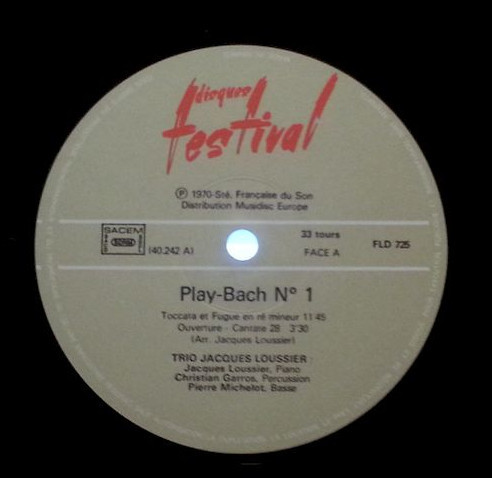 disques
festival
℗ 1970-Sté. Française du Son
Distribution Musidisc Europe
SACEM
(40.242 A)
33 tours
FACE A
FLD 725
Play-Bach N° 1
Toccata et Fugue en ré mineur 11'45
Ouverture - Cantate 28 3'30
(Arr. Jacques Loussier)
TRIO JACQUES LOUSSIER :
Jacques Loussier, Piano
Christian Garros, Percussion
Pierre Michelot, Basse